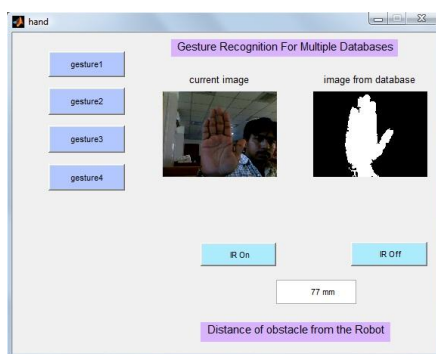 hand
Gesture Recognition For Multiple Databases
gesture1
gesture2
gesture3
gesture4
current image
image from database
IR On
IR Off
77 mm
Distance of obstacle from the Robot